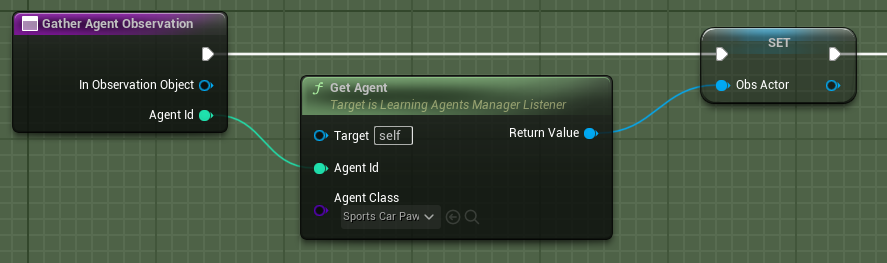 Gather Agent Observation
In Observation Object
Agent Id
Get Agent
Target is Learning Agents Manager Listener
Target self
Return Value
Agent Id
Agent Class
Sports Car Paw
SET
Obs Actor